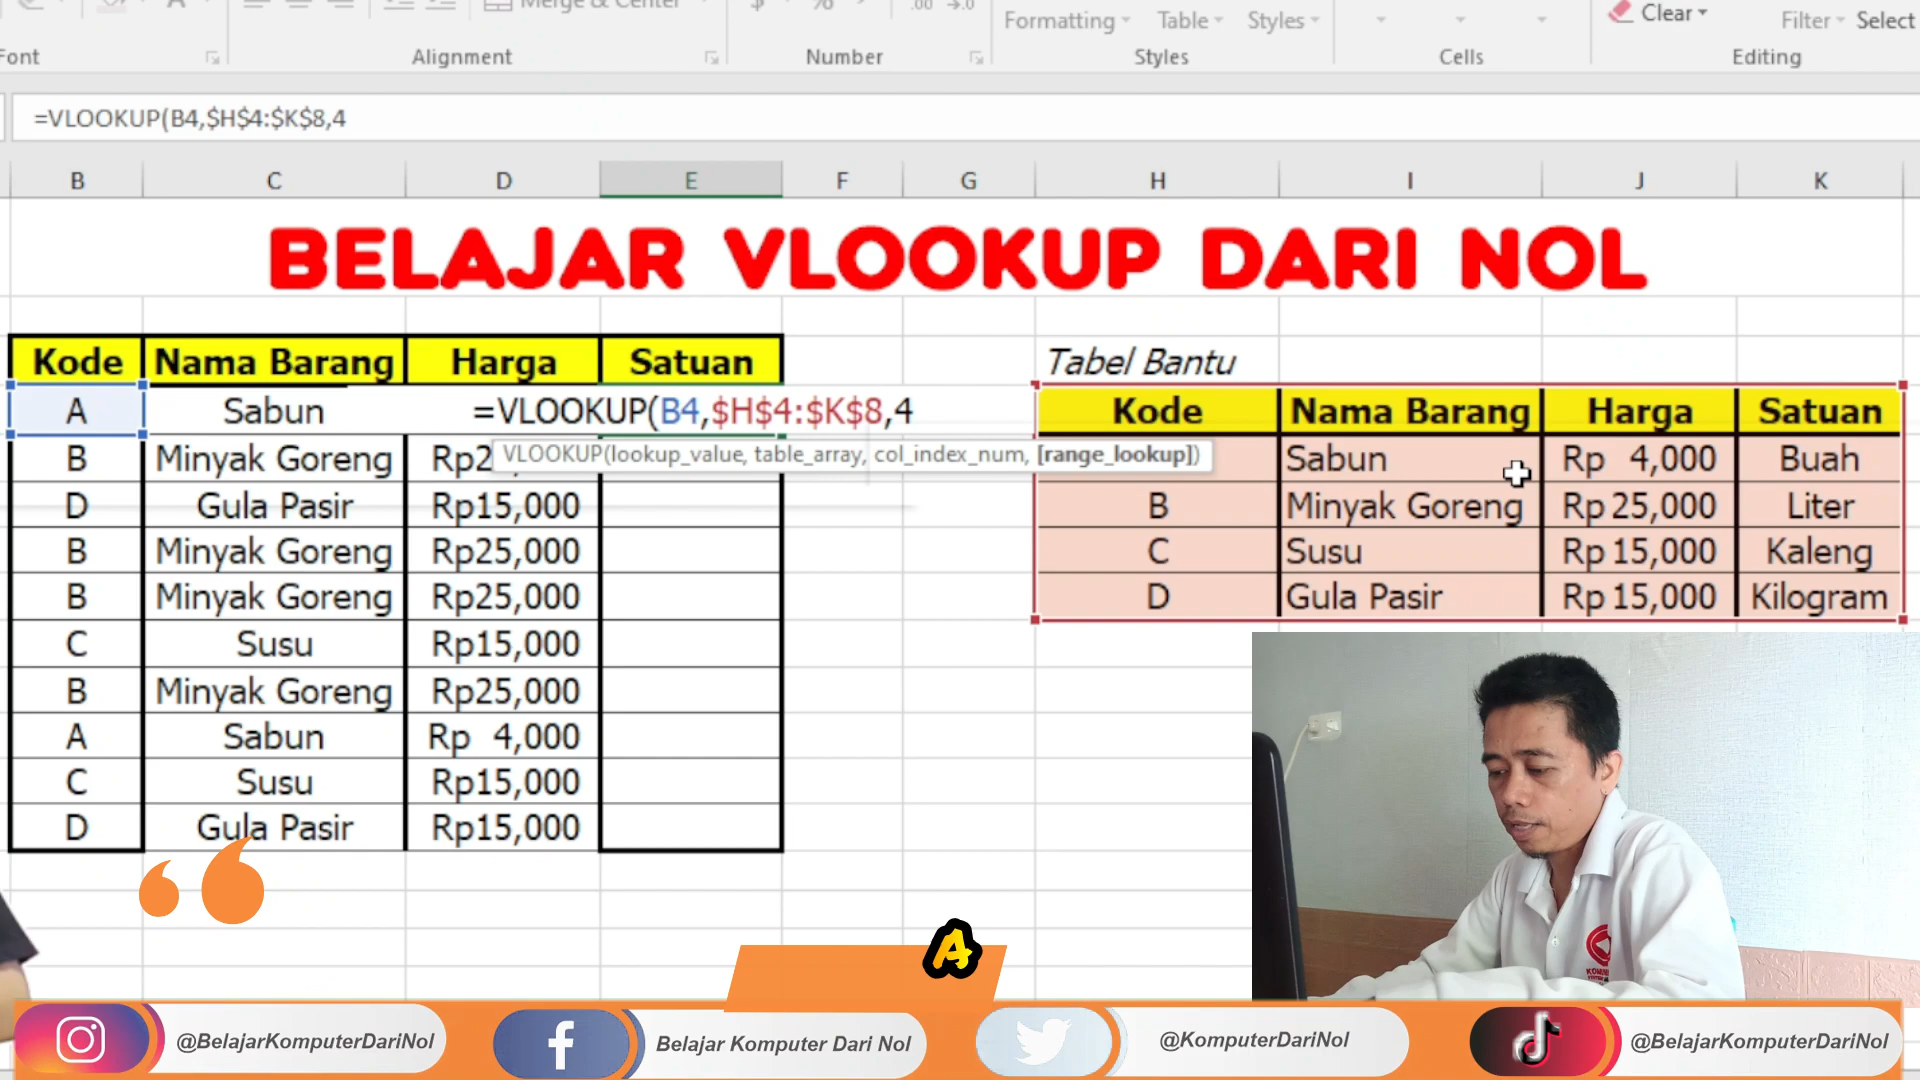 Merge & Center
$ %
Formatting Table Styles
Clear
Filter Select
Font Alignment Number Styles Cells Editing
=VLOOKUP(B4,$H$4:$K$8,4
B C D E F G H I J K
BELAJAR VLOOKUP DARI NOL
Tabel Bantu
Kode Nama Barang Harga Satuan
A Sabun =VLOOKUP(B4,$H$4:$K$8,4
VLOOKUP(lookup_value, table_array, col_index_num, [range_lookup])
B Minyak Goreng Rp2
D Gula Pasir Rp15,000
B Minyak Goreng Rp25,000
B Minyak Goreng Rp25,000
C Susu Rp15,000
B Minyak Goreng Rp25,000
A Sabun Rp 4,000
C Susu Rp15,000
D Gula Pasir Rp15,000
Kode Nama Barang Harga Satuan
Sabun Rp 4,000 Buah
B Minyak Goreng Rp 25,000 Liter
C Susu Rp 15,000 Kaleng
D Gula Pasir Rp 15,000 Kilogram
A
@BelajarKomputerDariNol
Belajar Komputer Dari Nol
@KomputerDariNol
@BelajarKomputerDariNol